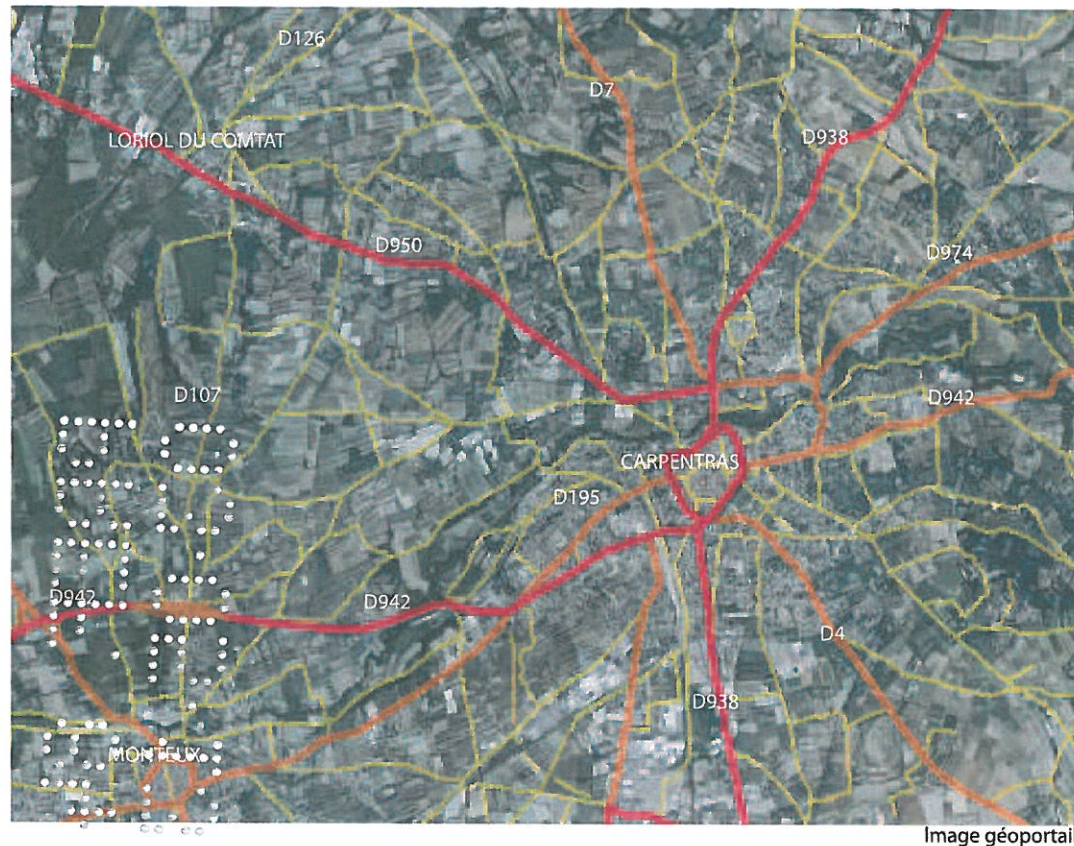 D126
D7
LORIOL DU COMTAT
D938
D950
D974
D107
D942
CARPENTRAS
D195
D942
D942
D4
D938
MONTEUX
Image géoportail